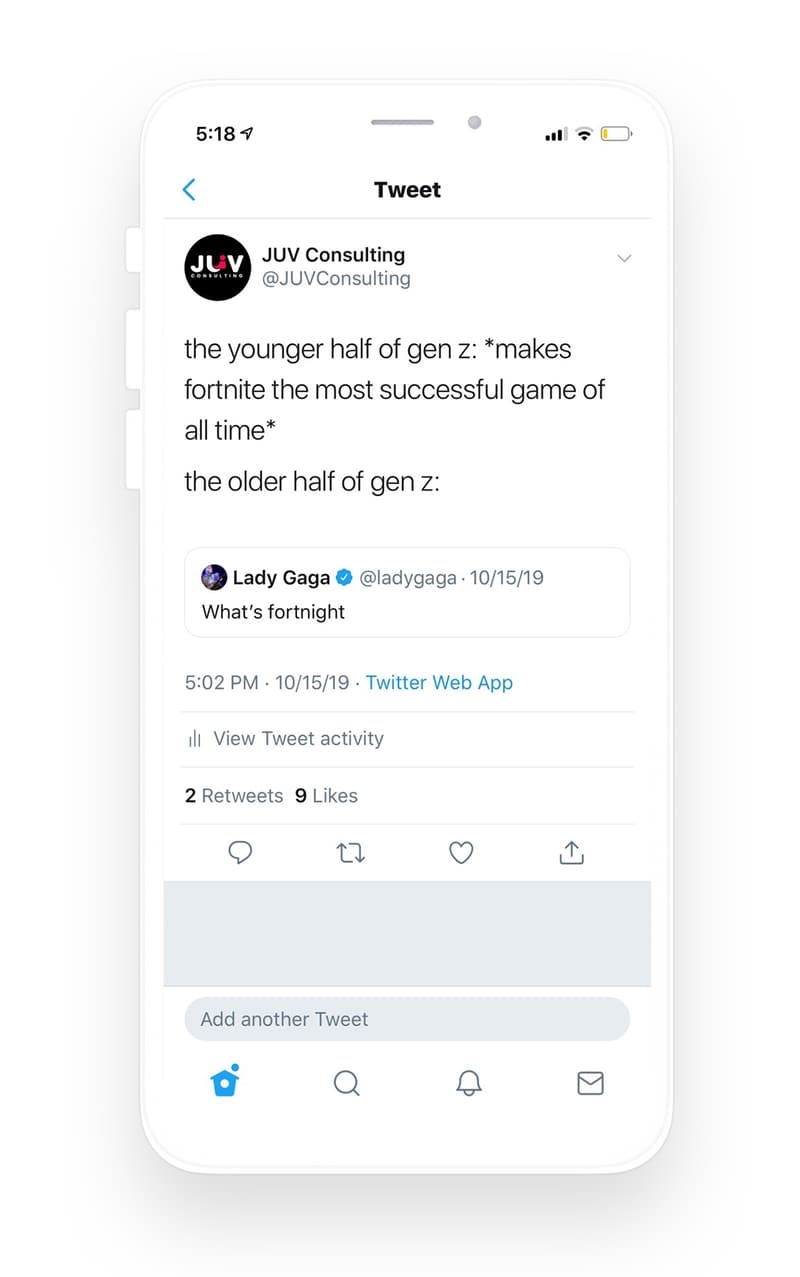 5:18
Tweet
JUV
CONSULTING
JUV Consulting
@JUVConsulting
the younger half of gen z: *makes
fortnite the most successful game of
all time*
the older half of gen z:
Lady Gaga @ladygaga · 10/15/19
What's fortnight
5:02 PM · 10/15/19 · Twitter Web App
View Tweet activity
2 Retweets 9 Likes
Add another Tweet